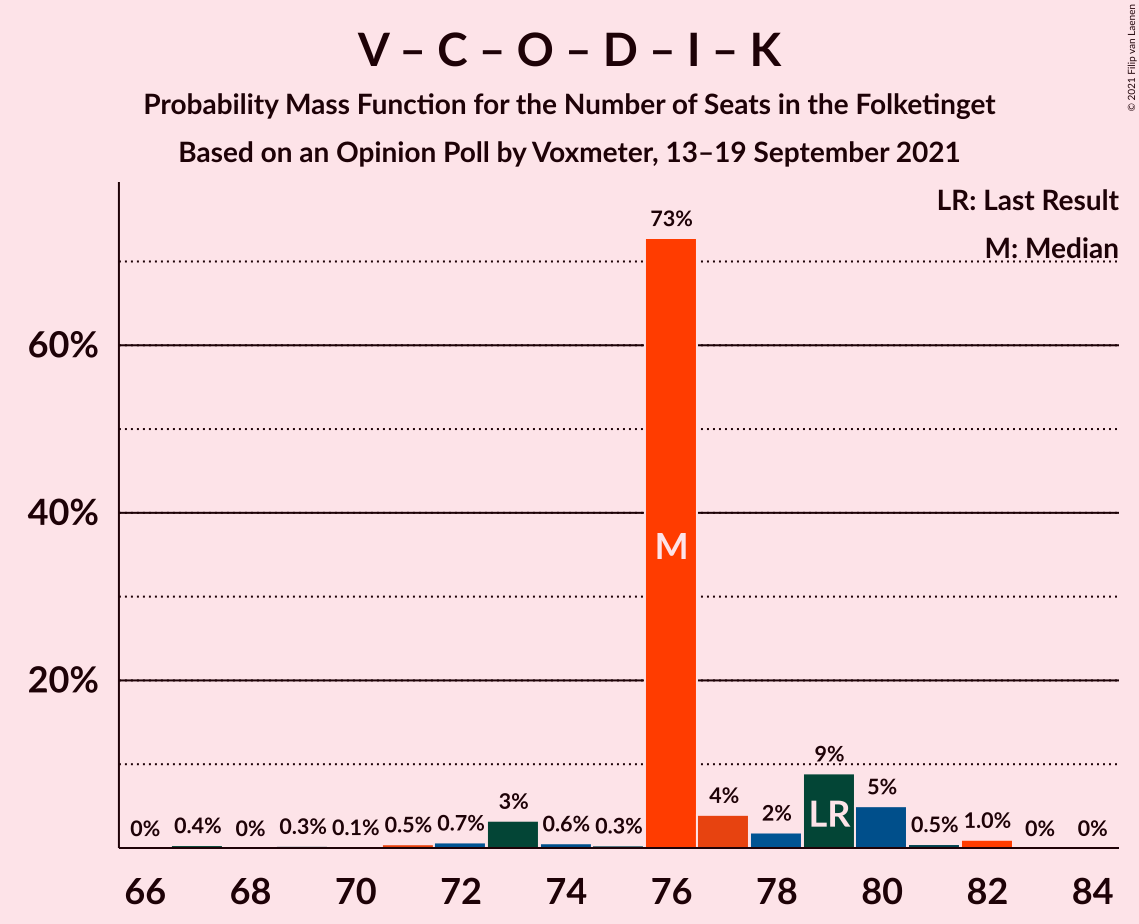 V – C – O – D – I – K
Probability Mass Function for the Number of Seats in the Folketinget
Based on an Opinion Poll by Voxmeter, 13–19 September 2021
© 2021 Filip van Laenen
LR: Last Result
M: Median
60%
40%
20%
0%
0.4%
0%
0.3%
0.1%
0.5%
0.7%
3%
0.6%
0.3%
73%
4%
2%
9%
5%
0.5%
1.0%
0%
0%
M
LR
66 68 70 72 74 76 78 80 82 84